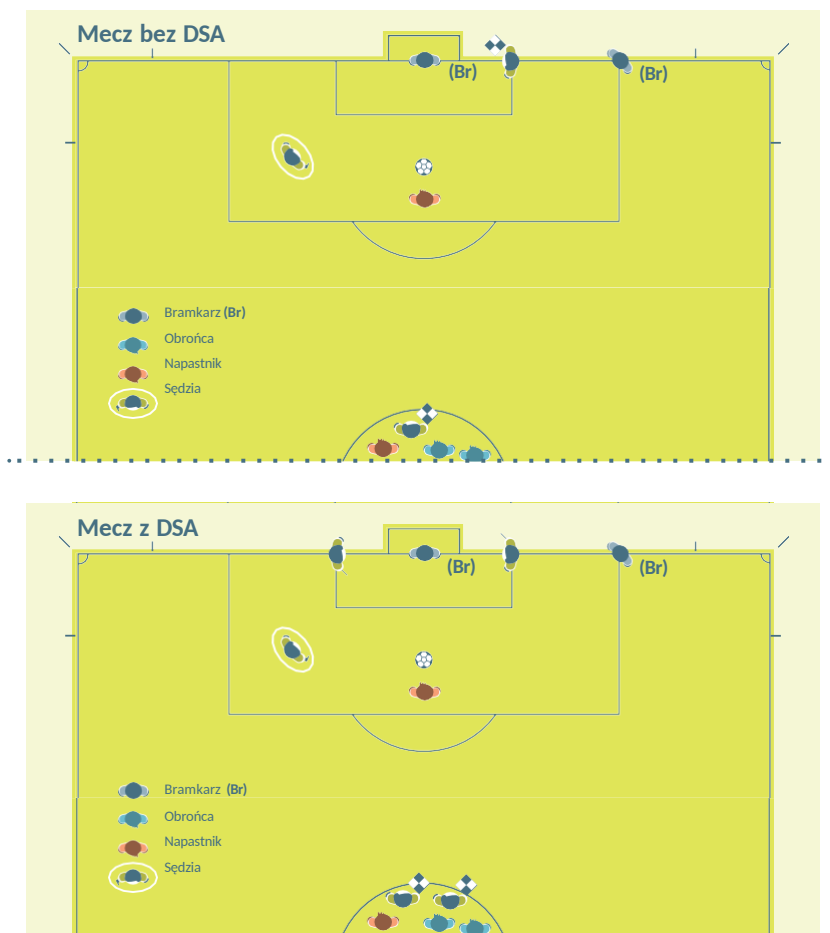 Mecz bez DSA
(Br)
(Br)
Bramkarz (Br)
Obrońca
Napastnik
Sędzia
Mecz z DSA
(Br)
(Br)
Bramkarz (Br)
Obrońca
Napastnik
Sędzia